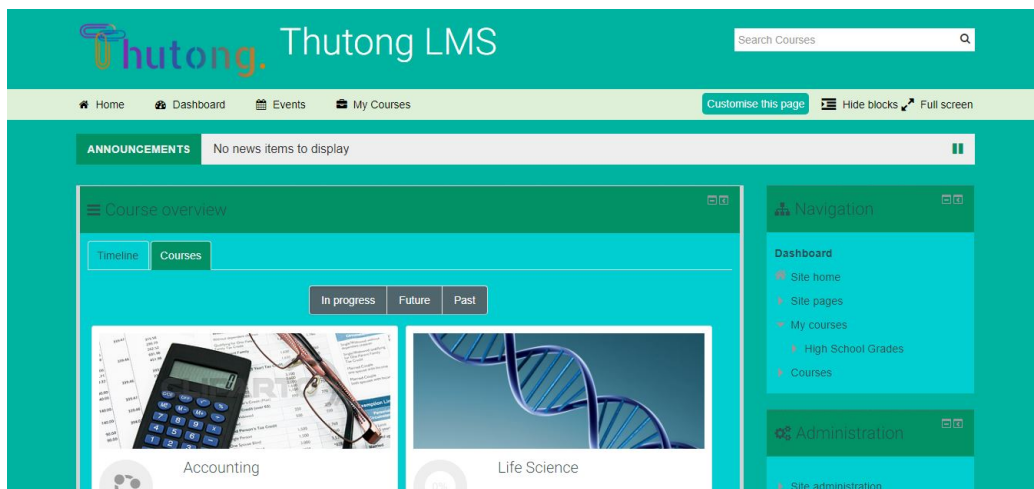 Thutong. Thutong LMS
Search Courses
Home Dashboard Events My Courses
Customise this page Hide blocks Full screen
ANNOUNCEMENTS No news items to display
Course overview
Timeline Courses
In progress Future Past
Accounting
Life Science
0%
Navigation
Dashboard
Site home
Site pages
My courses
High School Grades
Courses
Administration
Site administration